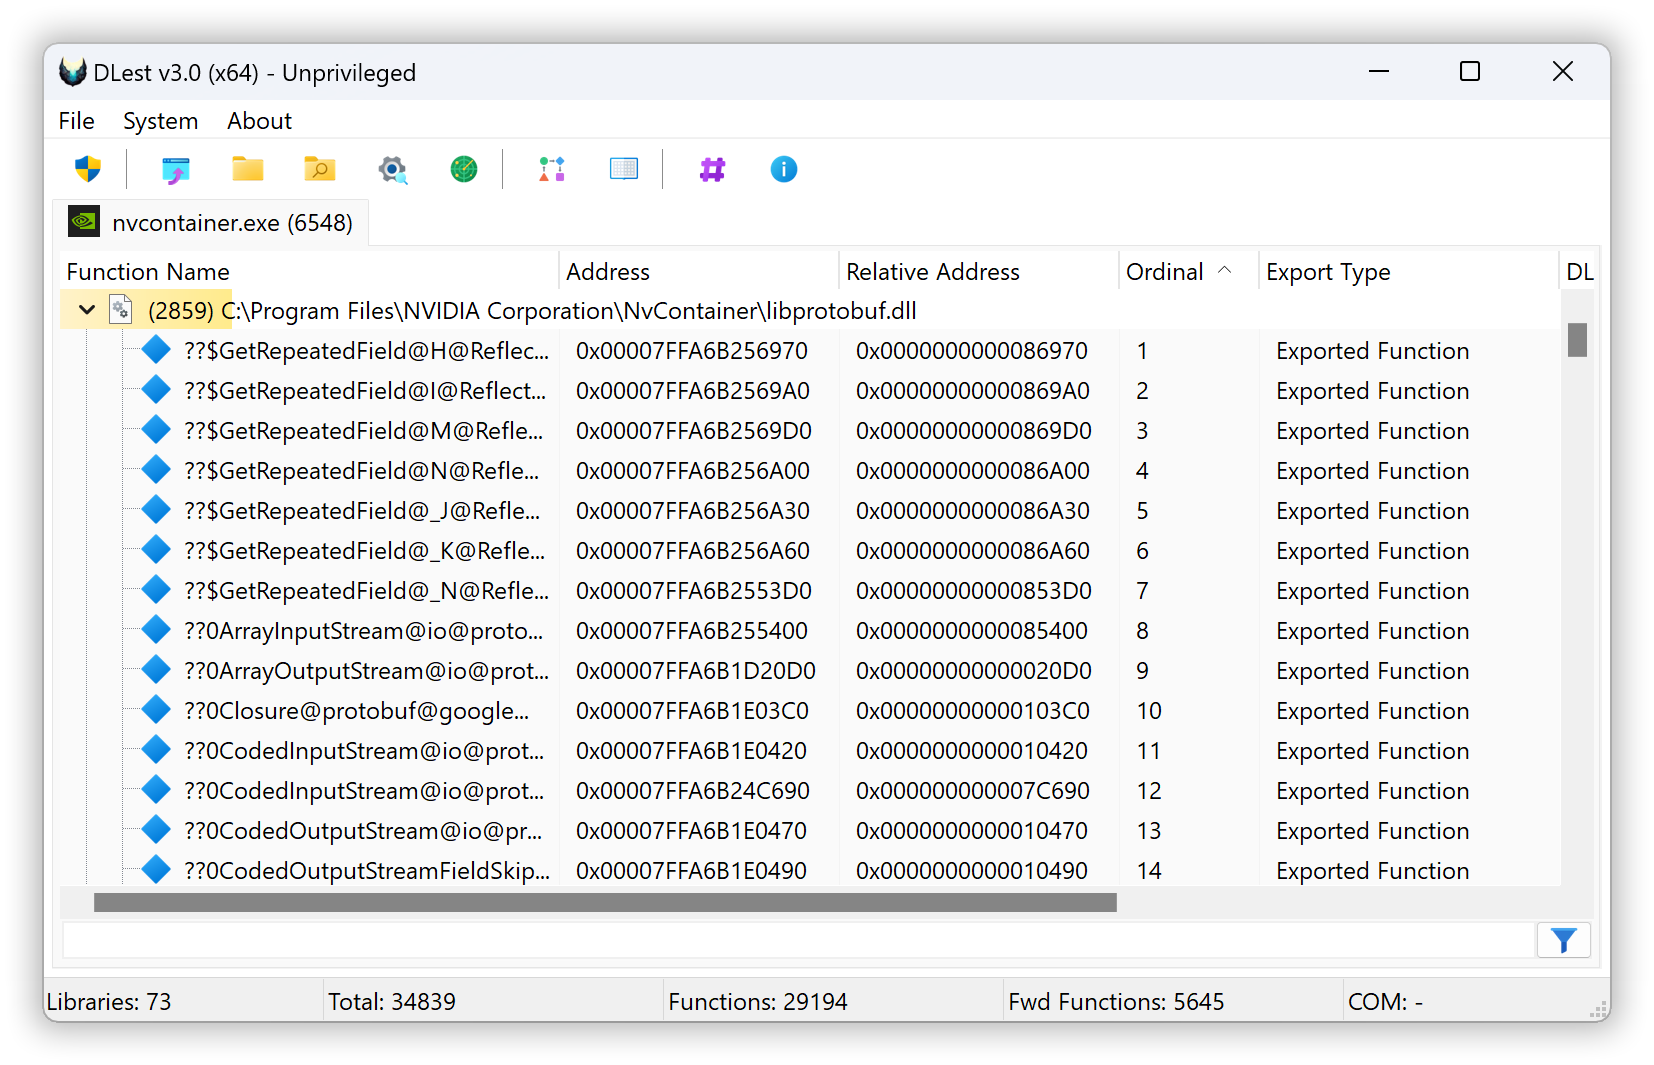 DLest v3.0 (x64) - Unprivileged
File System About
nvcontainer.exe (6548)
Function Name Address Relative Address Ordinal Export Type DL
(2859) C:\Program Files\NVIDIA Corporation\NvContainer\libprotobuf.dll
??$GetRepeatedField@H@Reflec... 0x00007FFA6B256970 0x0000000000086970 1 Exported Function
??$GetRepeatedField@I@Reflect... 0x00007FFA6B2569A0 0x00000000000869A0 2 Exported Function
??$GetRepeatedField@M@Refle... 0x00007FFA6B2569D0 0x00000000000869D0 3 Exported Function
??$GetRepeatedField@N@Refle... 0x00007FFA6B256A00 0x0000000000086A00 4 Exported Function
??$GetRepeatedField@_J@Refle... 0x00007FFA6B256A30 0x0000000000086A30 5 Exported Function
??$GetRepeatedField@_K@Refle... 0x00007FFA6B256A60 0x0000000000086A60 6 Exported Function
??$GetRepeatedField@_N@Refle... 0x00007FFA6B2553D0 0x00000000000853D0 7 Exported Function
??0ArrayInputStream@io@proto... 0x00007FFA6B255400 0x0000000000085400 8 Exported Function
??0ArrayOutputStream@io@prot... 0x00007FFA6B1D20D0 0x00000000000020D0 9 Exported Function
??0Closure@protobuf@google... 0x00007FFA6B1E03C0 0x00000000000103C0 10 Exported Function
??0CodedInputStream@io@prot... 0x00007FFA6B1E0420 0x0000000000010420 11 Exported Function
??0CodedInputStream@io@prot... 0x00007FFA6B24C690 0x000000000007C690 12 Exported Function
??0CodedOutputStream@io@pr... 0x00007FFA6B1E0470 0x0000000000010470 13 Exported Function
??0CodedOutputStreamFieldSkip... 0x00007FFA6B1E0490 0x0000000000010490 14 Exported Function
Libraries: 73 Total: 34839 Functions: 29194 Fwd Functions: 5645 COM: -